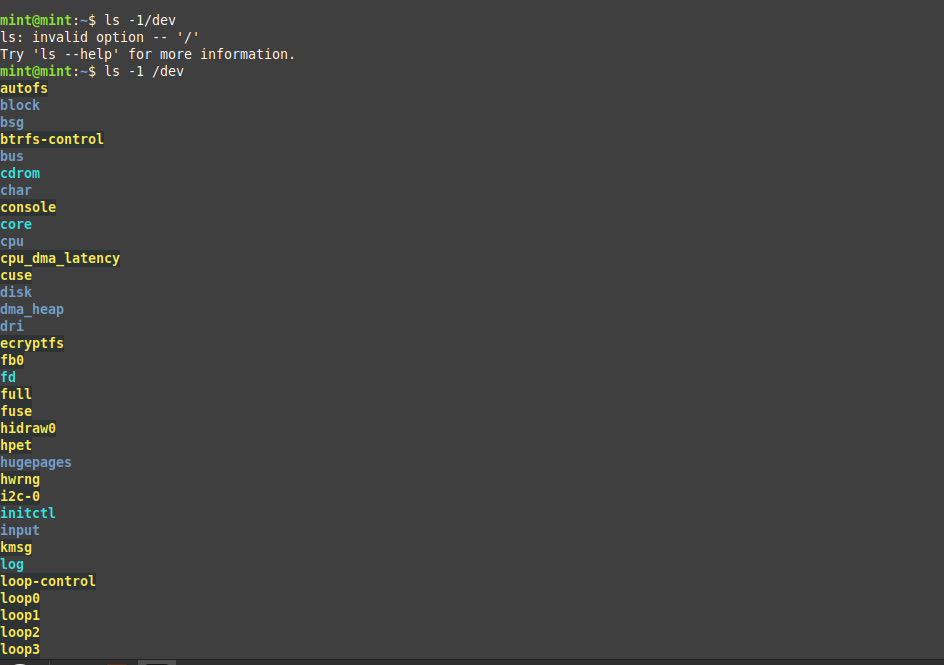 mint@mint:~$ ls -1/dev
ls: invalid option -- '/'
Try 'ls --help' for more information.
mint@mint:~$ ls -1 /dev
autofs
block
bsg
btrfs-control
bus
cdrom
char
console
core
cpu
cpu_dma_latency
cuse
disk
dma_heap
dri
ecryptfs
fb0
fd
full
fuse
hidraw0
hpet
hugepages
hwrng
i2c-0
initctl
input
kmsg
log
loop-control
loop0
loop1
loop2
loop3